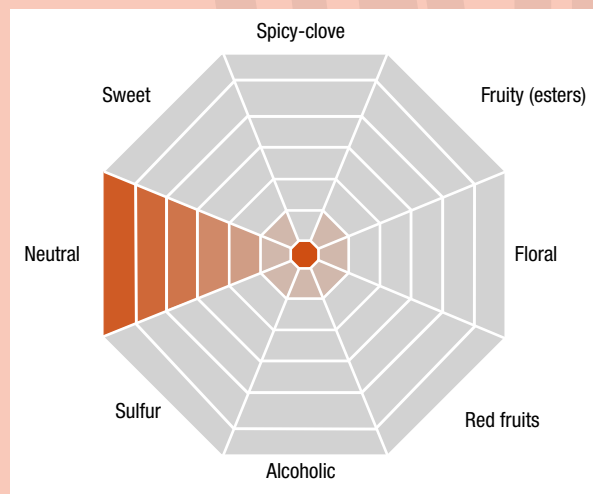 Spicy-clove
Sweet
Fruity (esters)
Neutral
Floral
Sulfur
Red fruits
Alcoholic